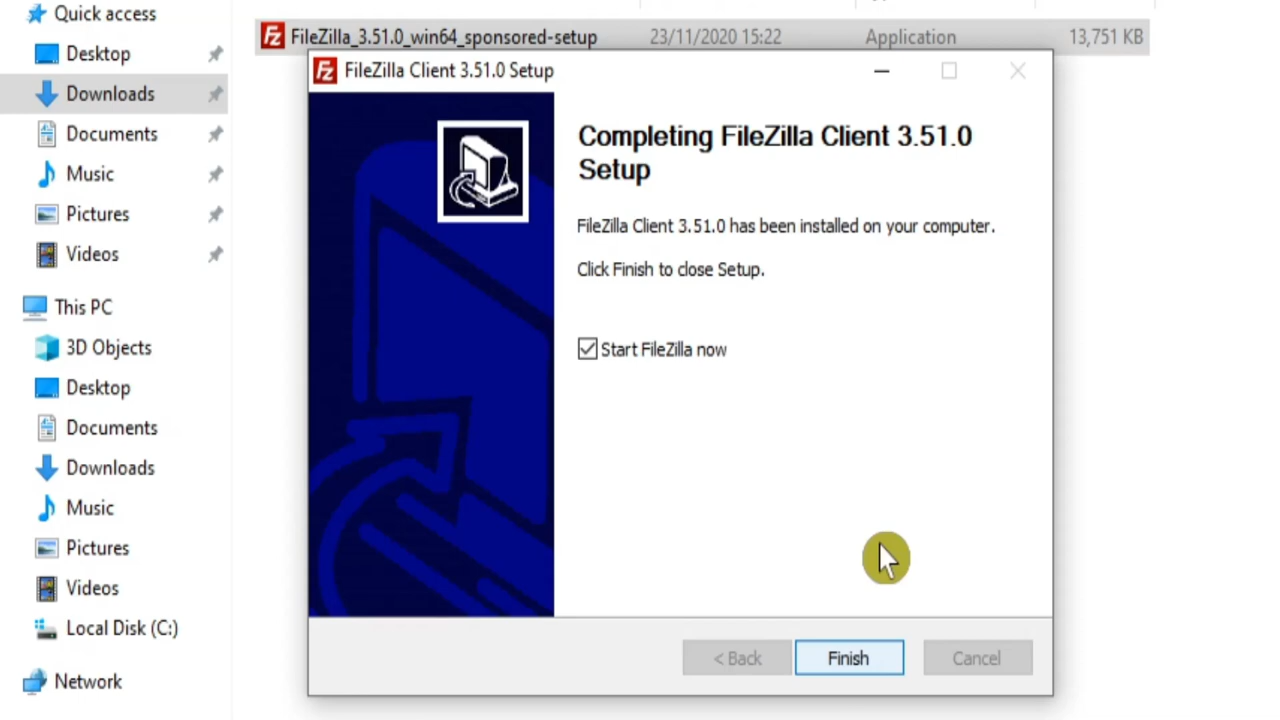 Quick access
Desktop
Downloads
Documents
Music
Pictures
Videos
This PC
3D Objects
Desktop
Documents
Downloads
Music
Pictures
Videos
Local Disk (C:)
Network
FileZilla_3.51.0_win64_sponsored-setup 23/11/2020 15:22 Application 13,751 KB
FileZilla Client 3.51.0 Setup
Completing FileZilla Client 3.51.0
Setup
FileZilla Client 3.51.0 has been installed on your computer.
Click Finish to close Setup.
Start FileZilla now
< Back Finish Cancel